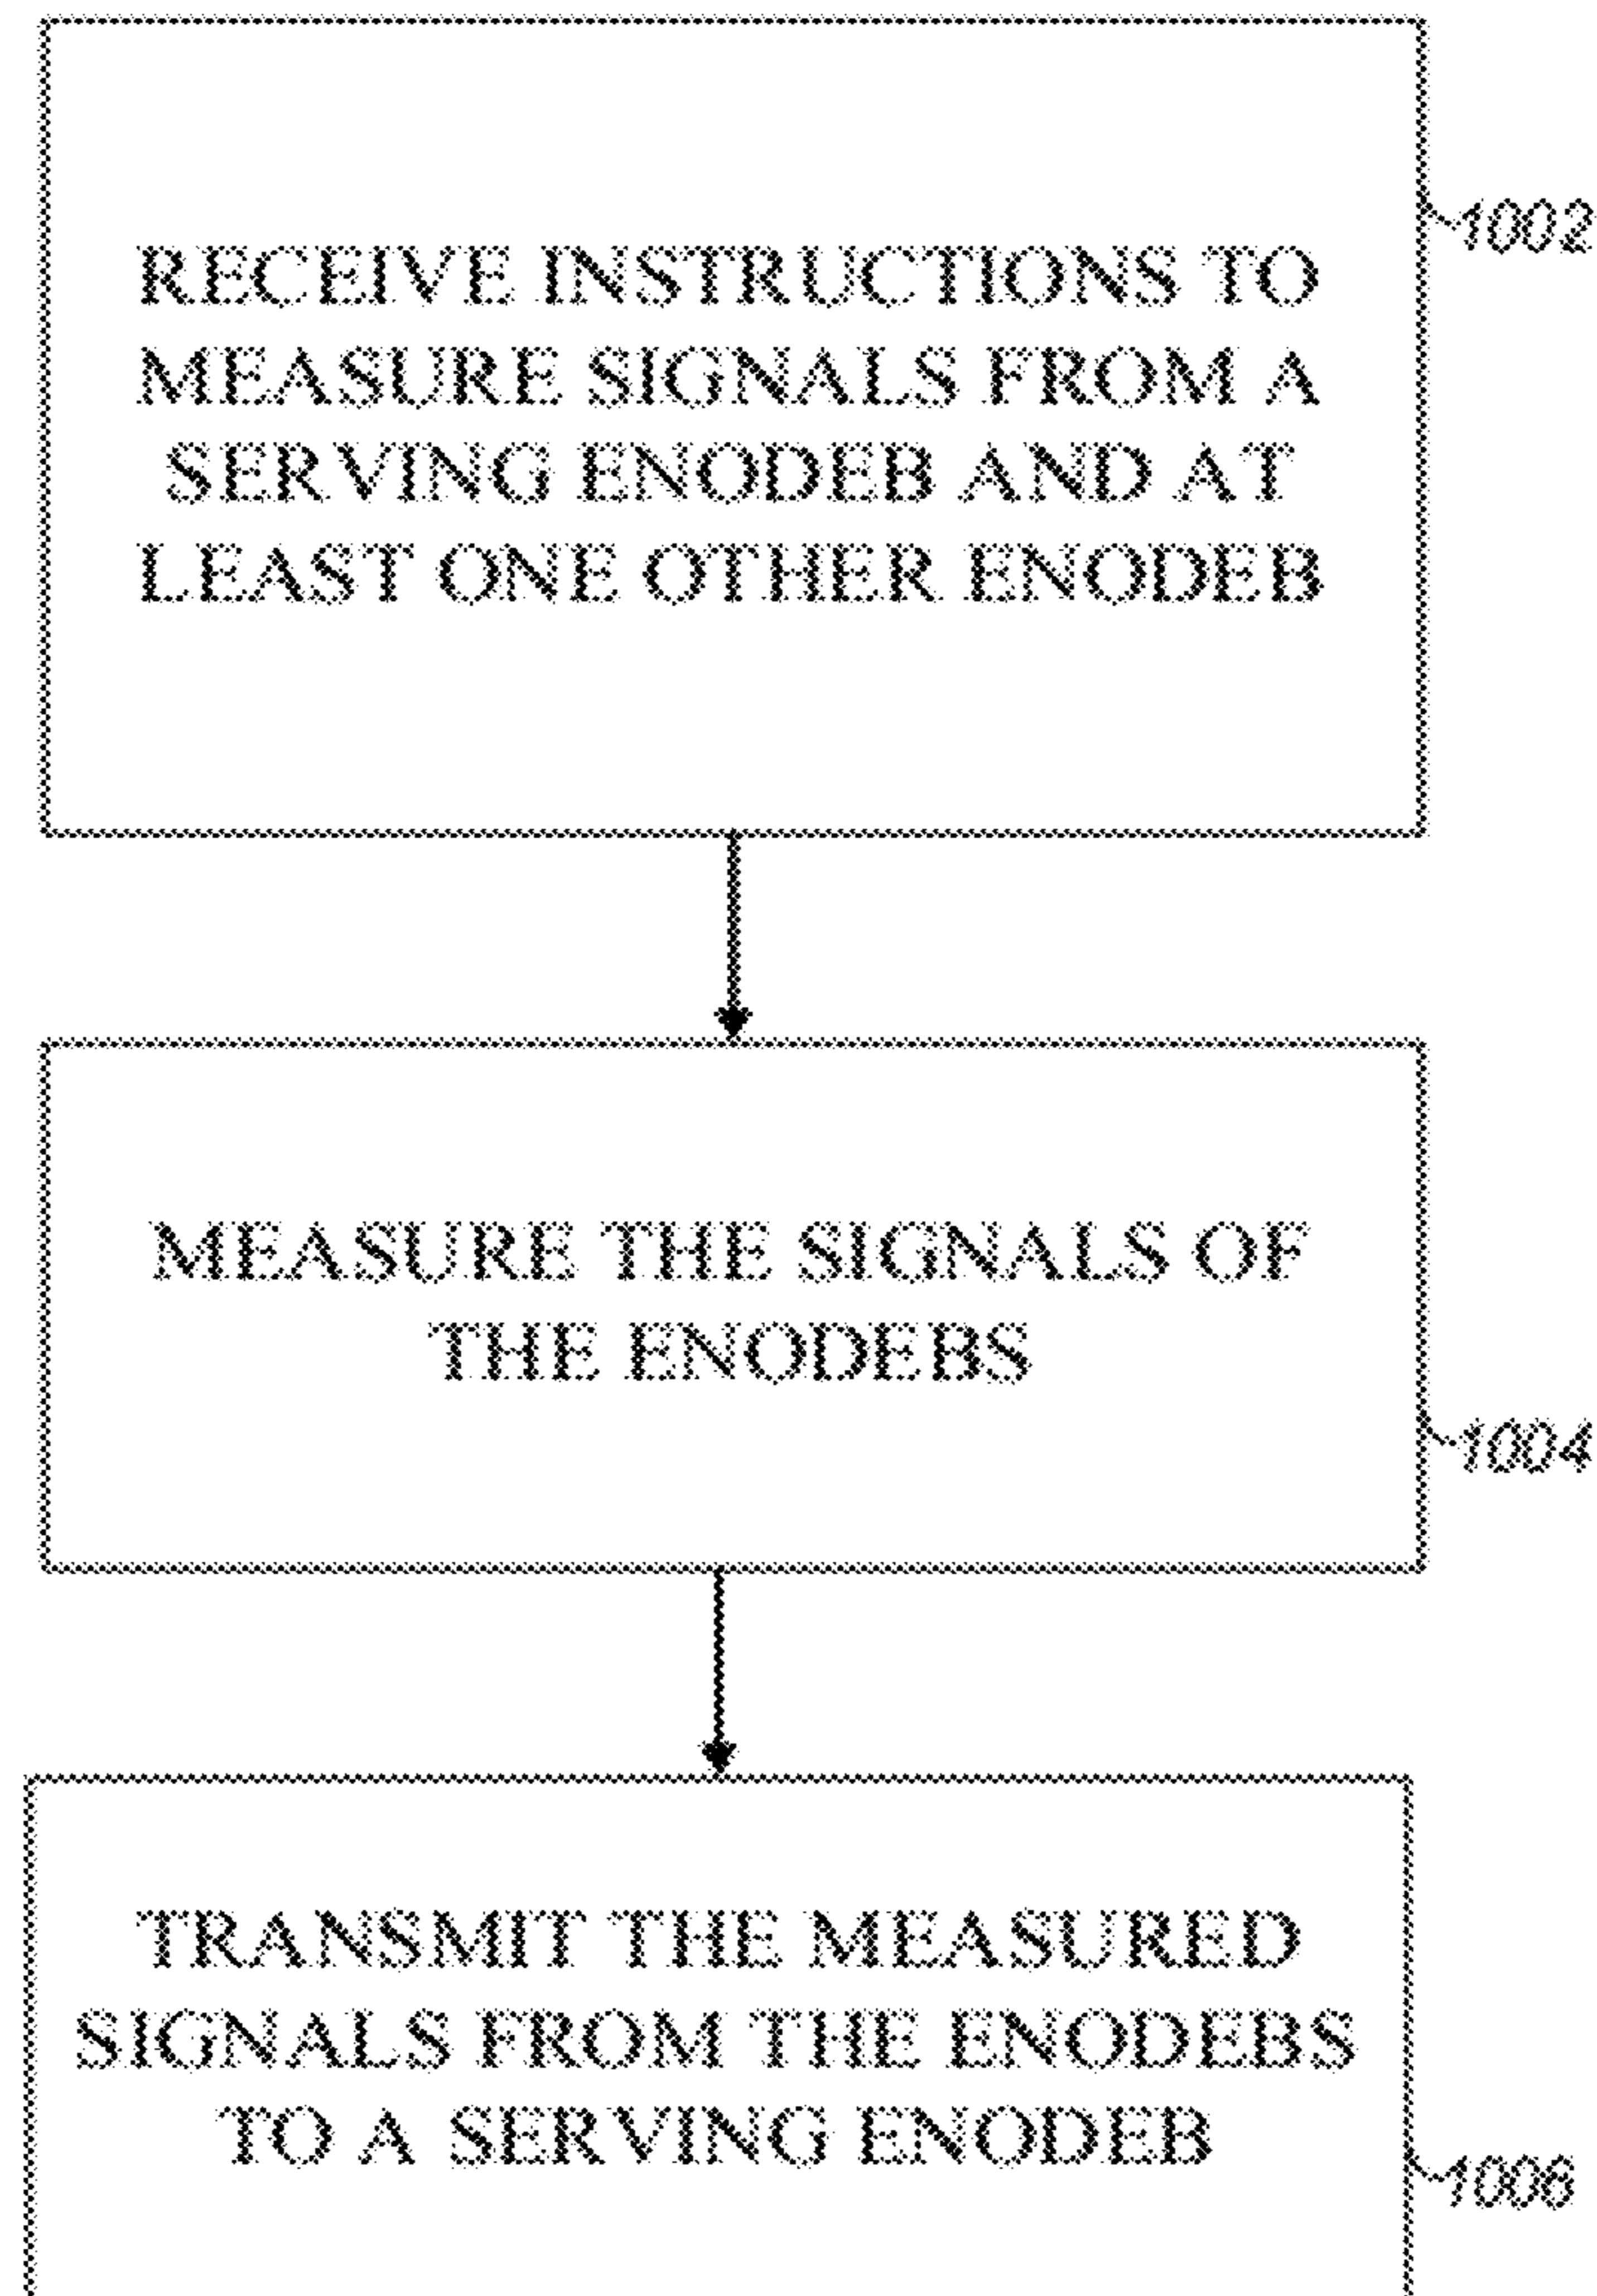 RECEIVE INSTRUCTIONS TO
MEASURE SIGNALS FROM A
SERVING ENODEB AND AT
LEAST ONE OTHER ENODEB
1002
MEASURE THE SIGNALS OF
THE ENODEBS
1004
TRANSMIT THE MEASURED
SIGNALS FROM THE ENODEBS
TO A SERVING ENODEB
1006